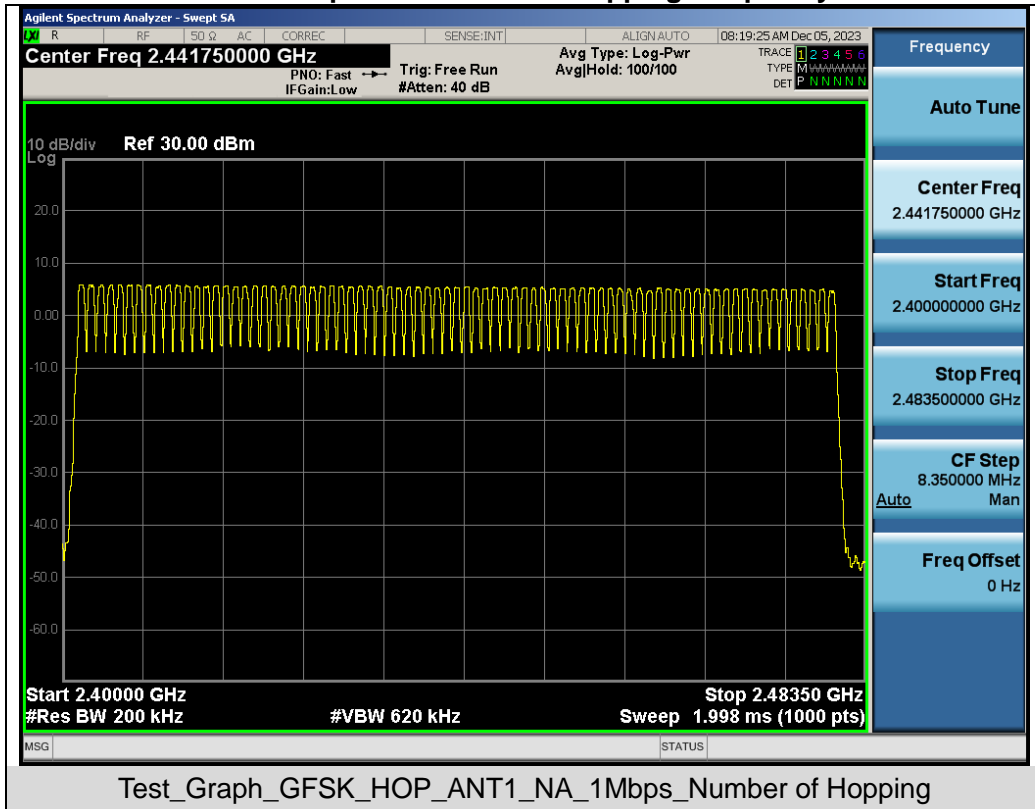 Agilent Spectrum Analyzer - Swept SA
LXI R RF 50 Ω AC CORREC SENSE:INT ALIGN AUTO 08:19:25 AM Dec 05, 2023
Center Freq 2.441750000 GHz
PNO: Fast
IFGain:Low
Trig: Free Run
#Atten: 40 dB
Avg Type: Log-Pwr
Avg|Hold: 100/100
TRACE 1 2 3 4 5 6
TYPE M WWWWW
DET P N N N N N
10 dB/div
Log
Ref 30.00 dBm
20.0
10.0
0.00
-10.0
-20.0
-30.0
-40.0
-50.0
-60.0
Start 2.40000 GHz
Stop 2.48350 GHz
#Res BW 200 kHz
#VBW 620 kHz
Sweep 1.998 ms (1000 pts)
MSG
STATUS
Frequency
Auto Tune
Center Freq
2.441750000 GHz
Start Freq
2.400000000 GHz
Stop Freq
2.483500000 GHz
CF Step
8.350000 MHz
Auto Man
Freq Offset
0 Hz
Test_Graph_GFSK_HOP_ANT1_NA_1Mbps_Number of Hopping